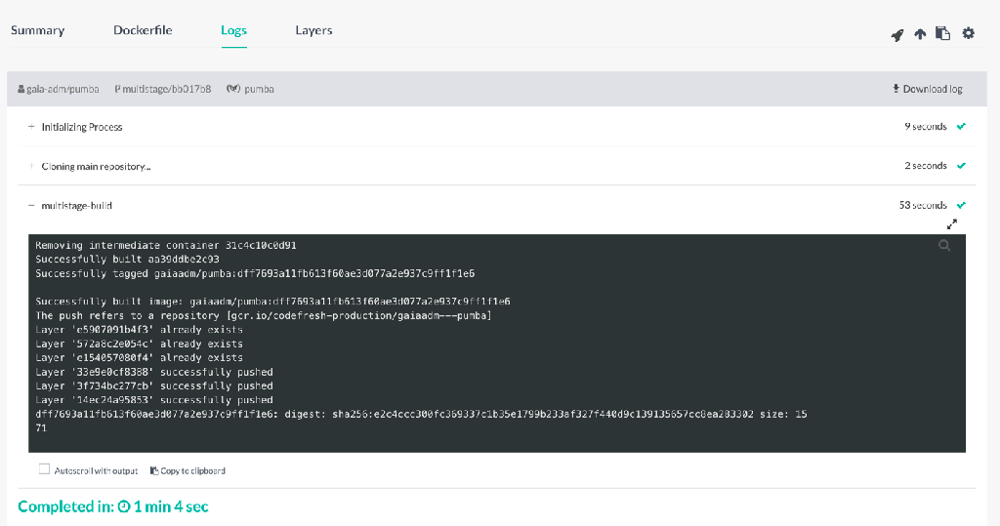 Summary Dockerfile Logs Layers
gaia-adm/pumba multistage/bb017b8 pumba Download log
+ Initializing Process 9 seconds
+ Cloning main repository... 2 seconds
− multistage-build 53 seconds
Removing intermediate container 31c4c10c0d91
Successfully built aa39ddbe2c93
Successfully tagged gaiaadm/pumba:dff7693a11fb613f60ae3d077a2e937c9ff1f1e6
Successfully built image: gaiaadm/pumba:dff7693a11fb613f60ae3d077a2e937c9ff1f1e6
The push refers to a repository [gcr.io/codefresh-production/gaiaadm---pumba]
Layer 'e5907091b4f3' already exists
Layer '572a8c2e054c' already exists
Layer 'e154057080f4' already exists
Layer '33e9e0cf8388' successfully pushed
Layer '3f734bc277cb' successfully pushed
Layer '14ec24a95853' successfully pushed
dff7693a11fb613f60ae3d077a2e937c9ff1f1e6: digest: sha256:e2c4ccc300fc369337c1b35e1799b233af327f440d9c139135657cc8ea283302 size: 15
71
Autoscroll with output Copy to clipboard
Completed in: 1 min 4 sec